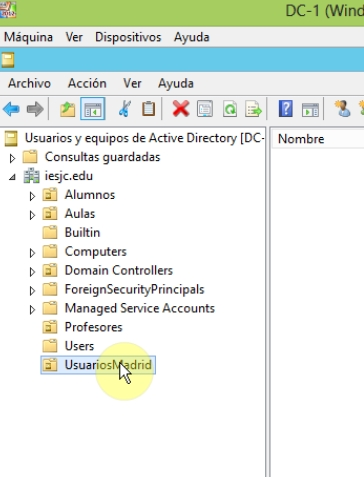 DC-1 (Wind
Máquina Ver Dispositivos Ayuda
Archivo Acción Ver Ayuda
Usuarios y equipos de Active Directory [DC- Nombre
Consultas guardadas
iesjc.edu
Alumnos
Aulas
Builtin
Computers
Domain Controllers
ForeignSecurityPrincipals
Managed Service Accounts
Profesores
Users
UsuariosMadrid